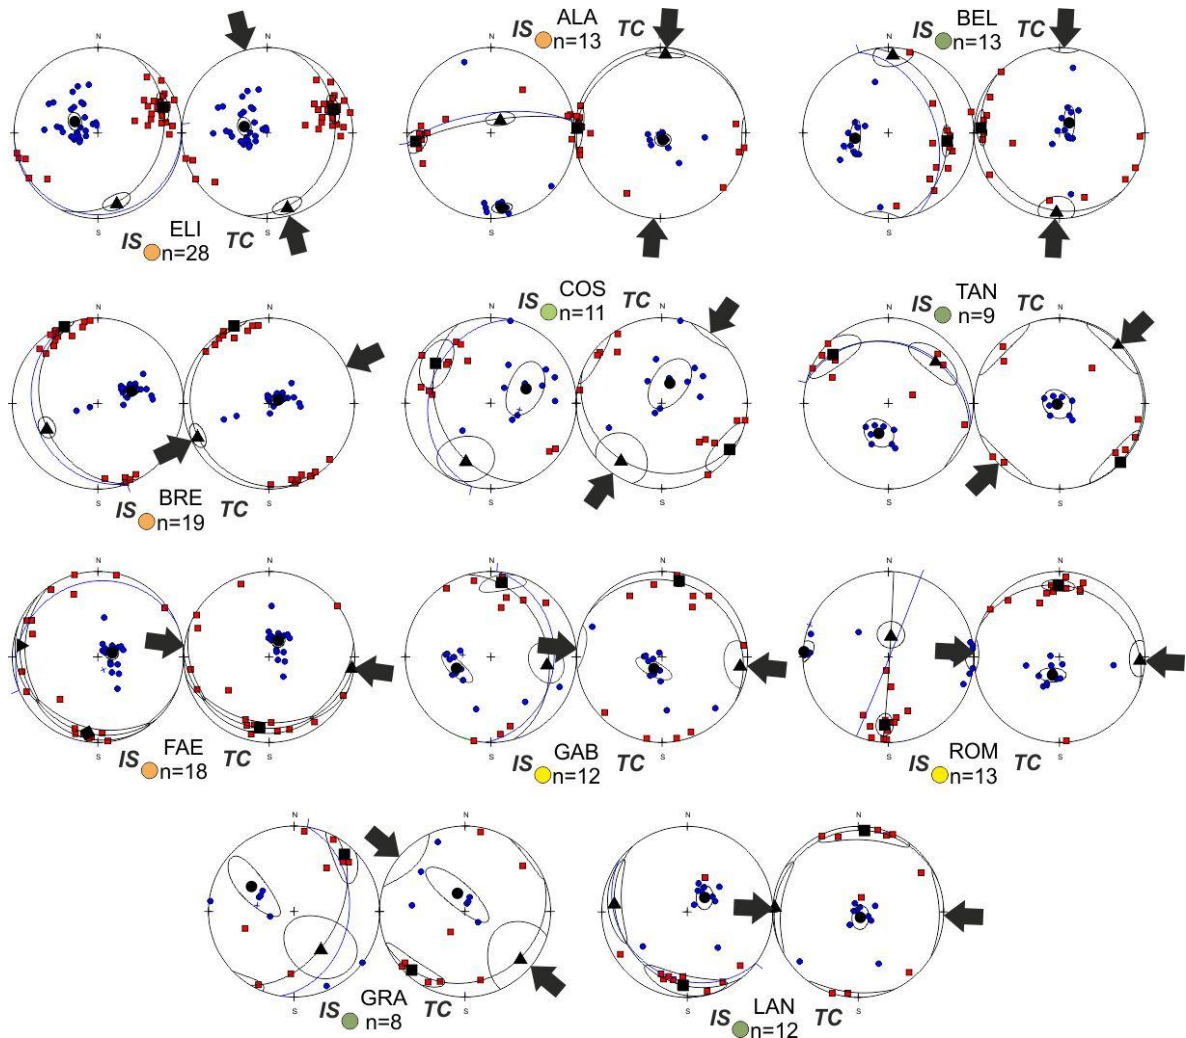 ALA
BEL
IS n=13 TC
IS n=13 TC
N N N N N N
S S S S S S
ELI
IS n=28 TC
COS
TAN
IS n=11 TC
IS n=9 TC
N N N N N N
S S S S S S
BRE
IS n=19 TC
N N N N N N
S S S S S S
FAE
GAB
ROM
IS n=18 TC
IS n=12 TC
IS n=13 TC
N N N N
S S S S
GRA
LAN
IS n=8 TC
IS n=12 TC